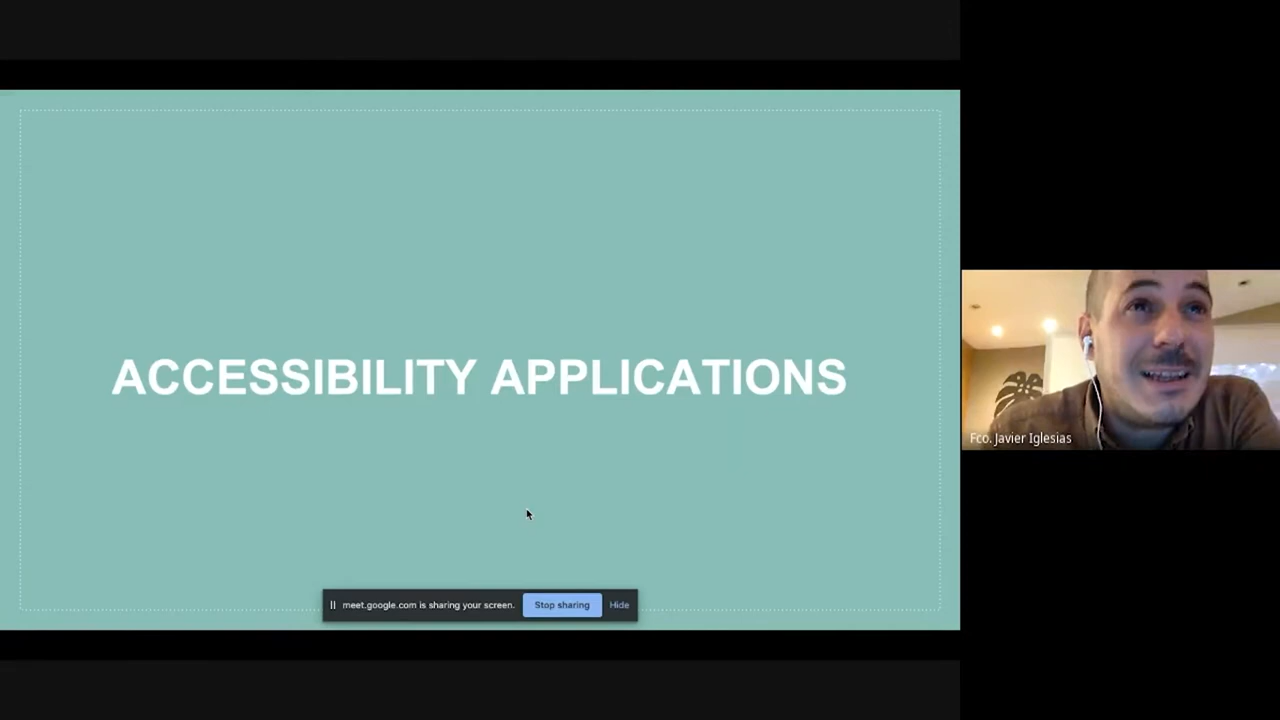 ACCESSIBILITY APPLICATIONS
Fco. Javier Iglesias
meet.google.com is sharing your screen. Stop sharing Hide